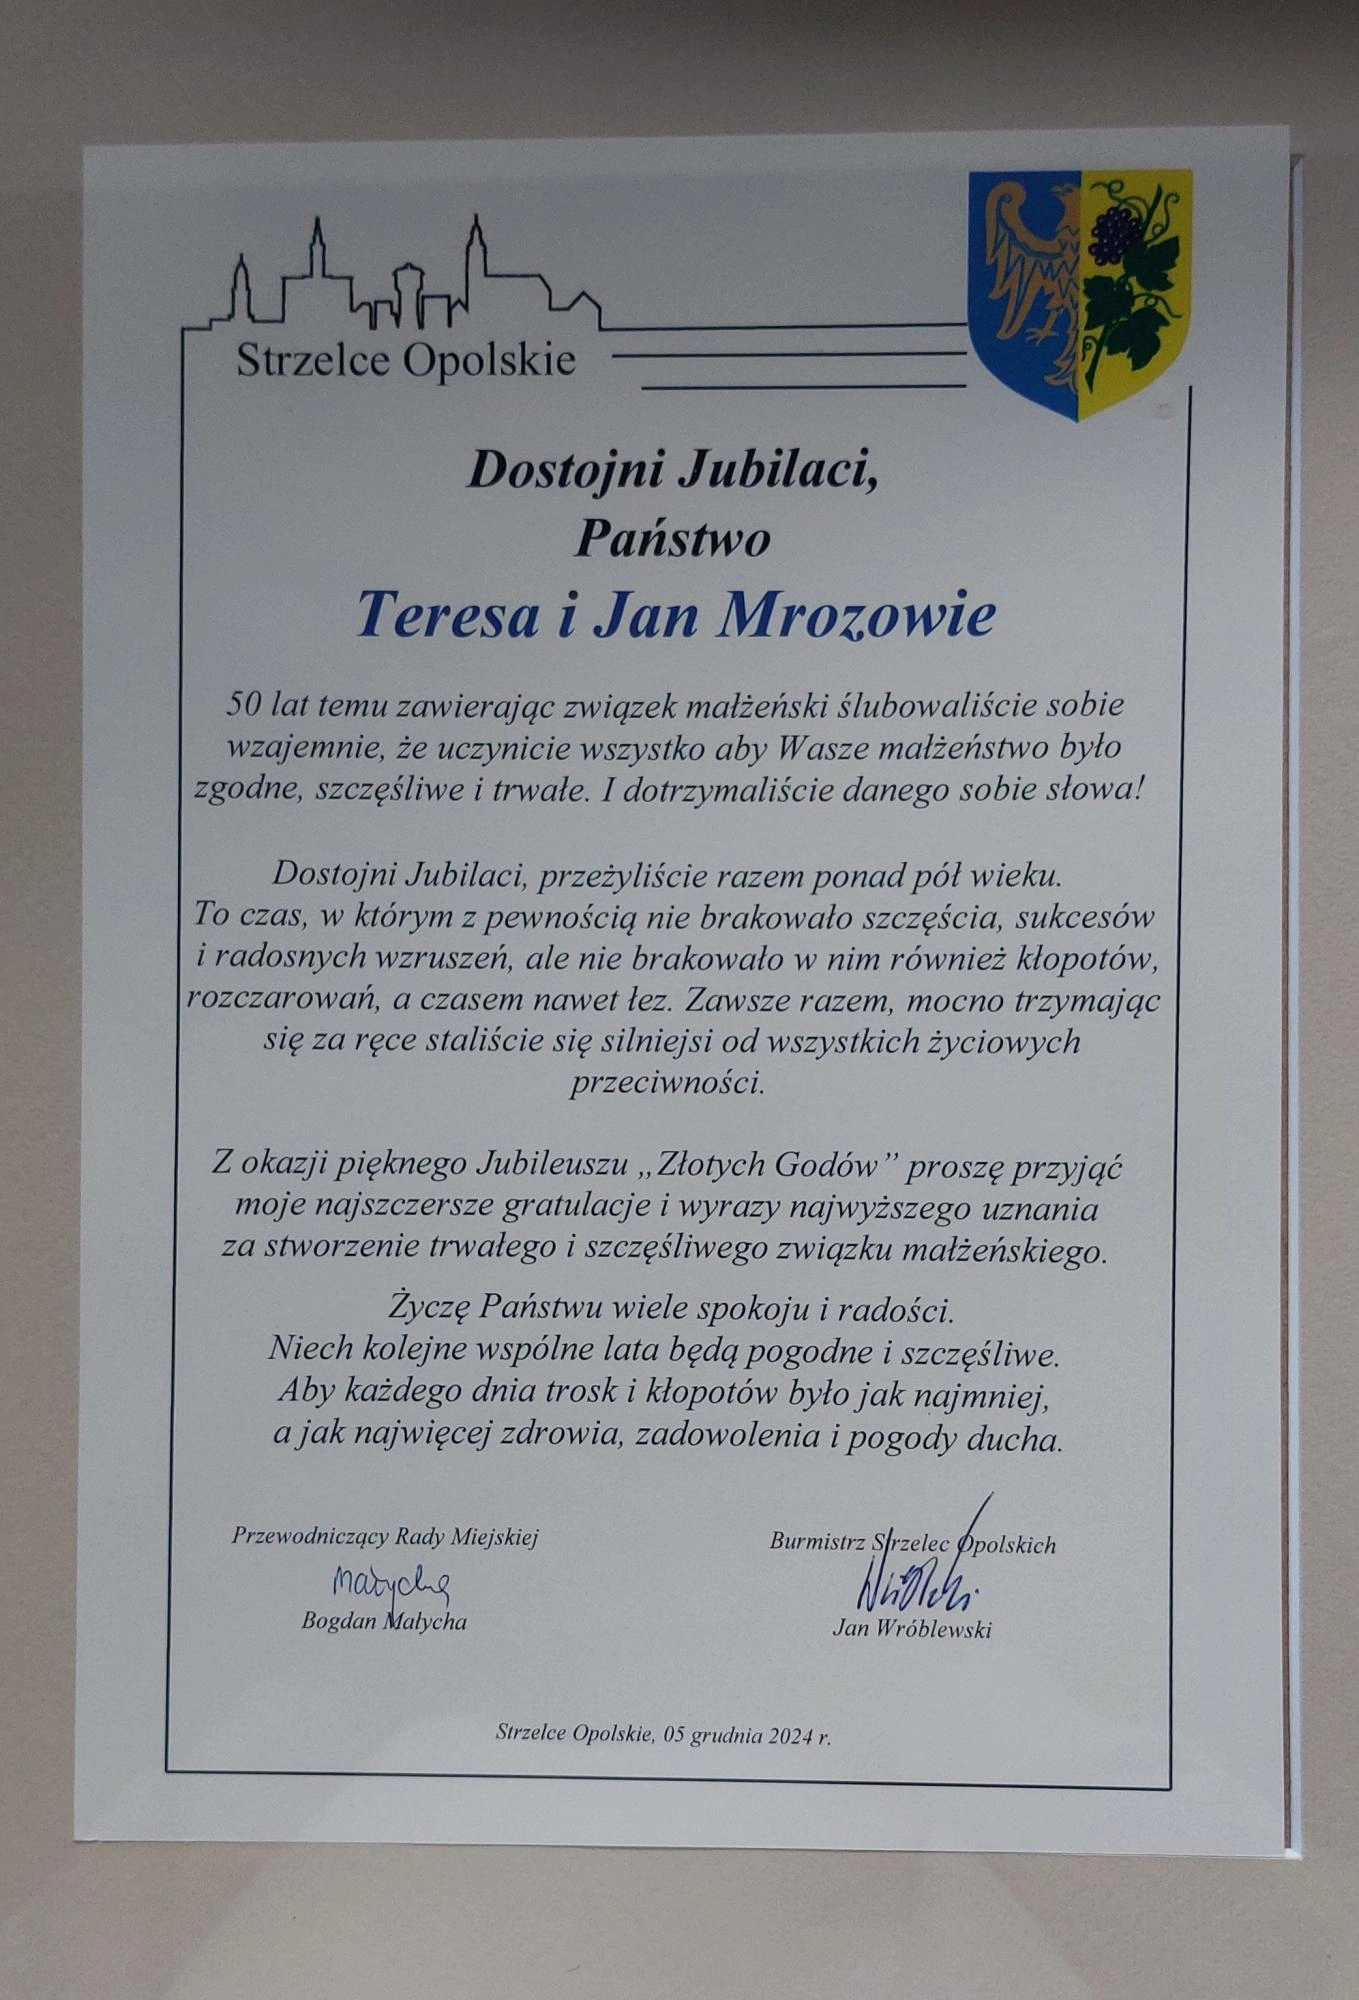 Strzelce Opolskie
Dostojni Jubilaci,
Państwo
Teresa i Jan Mrozowie
50 lat temu zawierając związek małżeński ślubowaliście sobie
wzajemnie, że uczynicie wszystko aby Wasze małżeństwo było
zgodne, szczęśliwe i trwałe. I dotrzymaliście danego sobie słowa!
Dostojni Jubilaci, przeżyliście razem ponad pół wieku.
To czas, w którym z pewnością nie brakowało szczęścia, sukcesów
i radosnych wzruszeń, ale nie brakowało w nim również kłopotów,
rozczarowań, a czasem nawet łez. Zawsze razem, mocno trzymając
się za ręce staliście się silniejsi od wszystkich życiowych
przeciwności.
Z okazji pięknego Jubileuszu „Złotych Godów” proszę przyjąć
moje najszczersze gratulacje i wyrazy najwyższego uznania
za stworzenie trwałego i szczęśliwego związku małżeńskiego.
Życzę Państwu wiele spokoju i radości.
Niech kolejne wspólne lata będą pogodne i szczęśliwe.
Aby każdego dnia trosk i kłopotów było jak najmniej,
a jak najwięcej zdrowia, zadowolenia i pogody ducha.
Przewodniczący Rady Miejskiej
Małycha
Bogdan Małycha
Burmistrz Strzelec Opolskich
Jan Wróblewski
Strzelce Opolskie, 05 grudnia 2024 r.